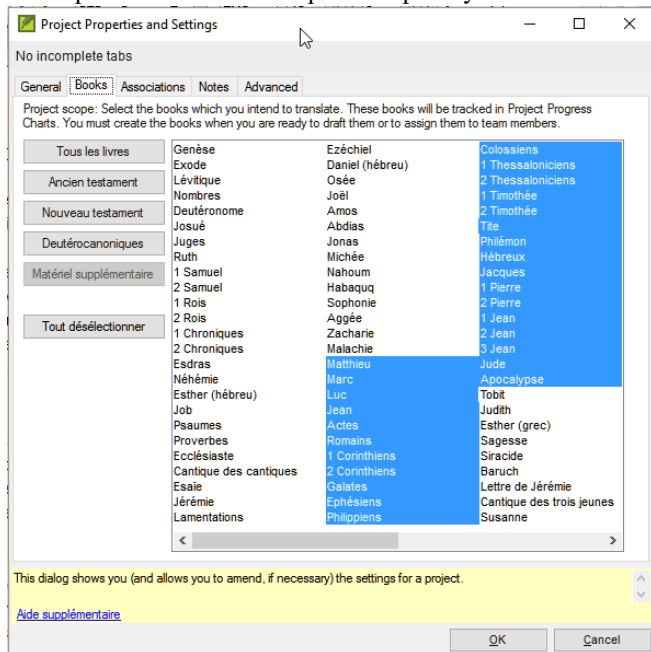 Project Properties and Settings
No incomplete tabs
General Books Associations Notes Advanced
Project scope: Select the books which you intend to translate. These books will be tracked in Project Progress
Charts. You must create the books when you are ready to draft them or to assign them to team members.
Tous les livres
Ancien testament
Nouveau testament
Deutérocanoniques
Matériel supplémentaire
Tout désélectionner
Genèse
Exode
Lévitique
Nombres
Deutéronome
Josué
Juges
Ruth
1 Samuel
2 Samuel
1 Rois
2 Rois
1 Chroniques
2 Chroniques
Esdras
Néhémie
Esther (hébreu)
Job
Psaumes
Proverbes
Ecclésiaste
Cantique des cantiques
Esaïe
Jérémie
Lamentations
Ezéchiel
Daniel (hébreu)
Osée
Joël
Amos
Abdias
Jonas
Michée
Nahoum
Habaquq
Sophonie
Aggée
Zacharie
Malachie
Matthieu
Marc
Luc
Jean
Actes
Romains
1 Corinthiens
2 Corinthiens
Galates
Ephésiens
Philippiens
Colossiens
1 Thessaloniciens
2 Thessaloniciens
1 Timothée
2 Timothée
Tite
Philémon
Hébreux
Jacques
1 Pierre
2 Pierre
1 Jean
2 Jean
3 Jean
Jude
Apocalypse
Tobit
Judith
Esther (grec)
Sagesse
Siracide
Baruch
Lettre de Jérémie
Cantique des trois jeunes
Susanne
This dialog shows you (and allows you to amend, if necessary) the settings for a project.
Aide supplémentaire
OK Cancel